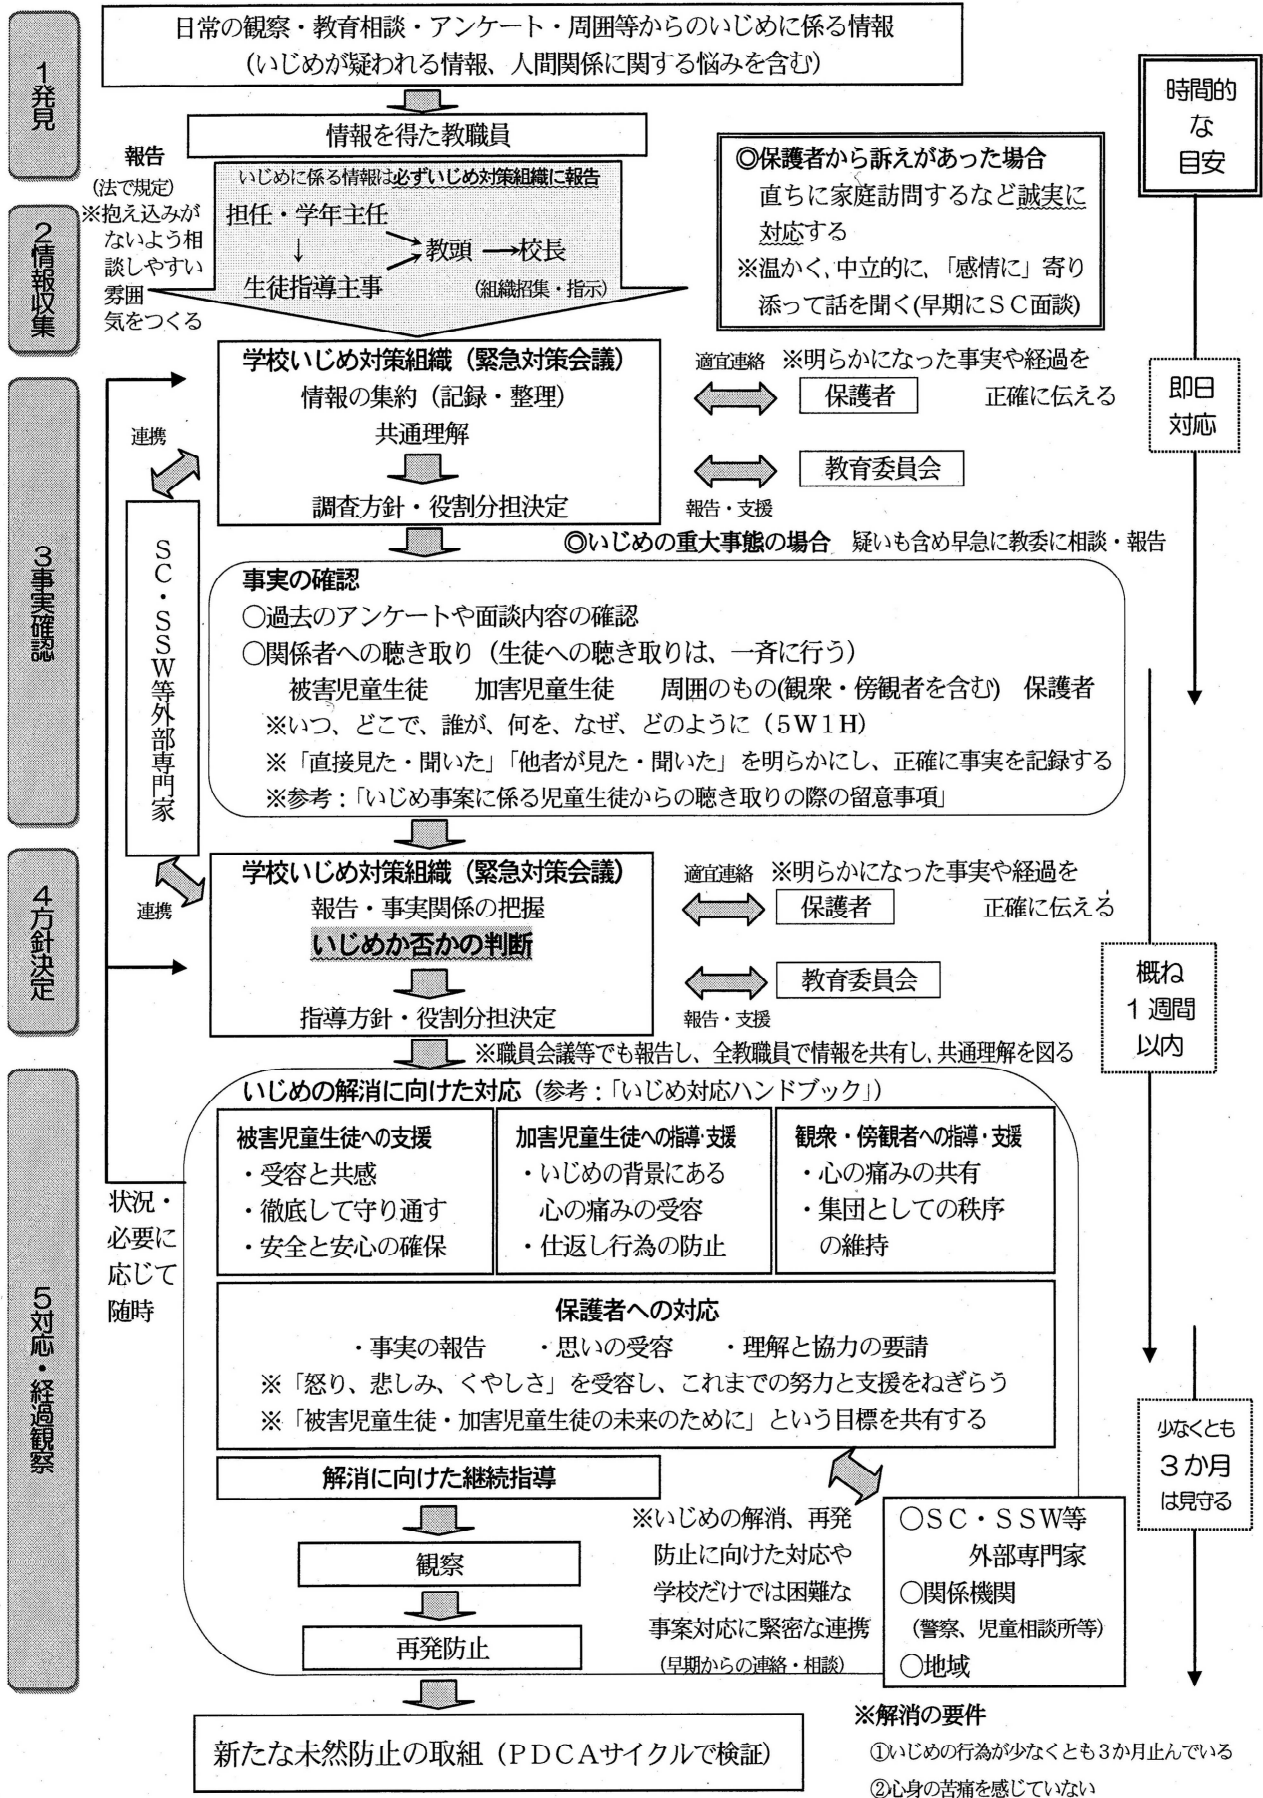 日常の観察・教育相談・アンケート・周囲等からのいじめに係る情報
（いじめが疑われる情報、人間関係に関する悩みを含む）
1発見
時間的
な
目安
情報を得た教職員
報告
（法で規定）
※抱え込みが
ないよう相
談しやすい
雰囲
気をつくる
いじめに係る情報は必ずいじめ対策組織に報告
担任・学年主任
↓
生徒指導主事
教頭→校長
（組織招集・指示）
◎保護者から訴えがあった場合
直ちに家庭訪問するなど誠実に
対応する
※温かく,中立的に、「感情に」寄り
添って話を聞く(早期にＳＣ面談)
2情報収集
学校いじめ対策組織（緊急対策会議）
情報の集約（記録・整理）
共通理解
調査方針・役割分担決定
適宜連絡 ※明らかになった事実や経過を
正確に伝える
保護者
教育委員会
報告・支援
即日
対応
連携
ＳＣ・ＳＳＷ等外部専門家
3事実確認
◎いじめの重大事態の場合 疑いも含め早急に教委に相談・報告
事実の確認
○過去のアンケートや面談内容の確認
○関係者への聴き取り（生徒への聴き取りは、一斉に行う）
被害児童生徒 加害児童生徒 周囲のもの(観衆・傍観者を含む) 保護者
※いつ、どこで、誰が、何を、なぜ、どのように（５Ｗ１Ｈ）
※「直接見た・聞いた」「他者が見た・聞いた」を明らかにし、正確に事実を記録する
※参考：「いじめ事案に係る児童生徒からの聴き取りの際の留意事項」
4方針決定
連携
学校いじめ対策組織（緊急対策会議）
報告・事実関係の把握
いじめか否かの判断
指導方針・役割分担決定
適宜連絡 ※明らかになった事実や経過を
正確に伝える
保護者
教育委員会
報告・支援
概ね
１週間
以内
※職員会議等でも報告し、全教職員で情報を共有し,共通理解を図る
5対応・経過観察
いじめの解消に向けた対応（参考：「いじめ対応ハンドブック」）
被害児童生徒への支援
・受容と共感
・徹底して守り通す
・安全と安心の確保
加害児童生徒への指導・支援
・いじめの背景にある
心の痛みの受容
・仕返し行為の防止
観衆・傍観者への指導・支援
・心の痛みの共有
・集団としての秩序
の維持
状況・
必要に
応じて
随時
保護者への対応
・事実の報告 ・思いの受容 ・理解と協力の要請
※「怒り、悲しみ、くやしさ」を受容し、これまでの努力と支援をねぎらう
※「被害児童生徒・加害児童生徒の未来のために」という目標を共有する
少なくとも
３か月
は見守る
解消に向けた継続指導
観察
再発防止
※いじめの解消、再発
防止に向けた対応や
学校だけでは困難な
事案対応に緊密な連携
（早期からの連絡・相談）
○ＳＣ・ＳＳＷ等
外部専門家
○関係機関
（警察、児童相談所等）
○地域
新たな未然防止の取組（ＰＤＣＡサイクルで検証）
※解消の要件
①いじめの行為が少なくとも３か月止んでいる
②心身の苦痛を感じていない